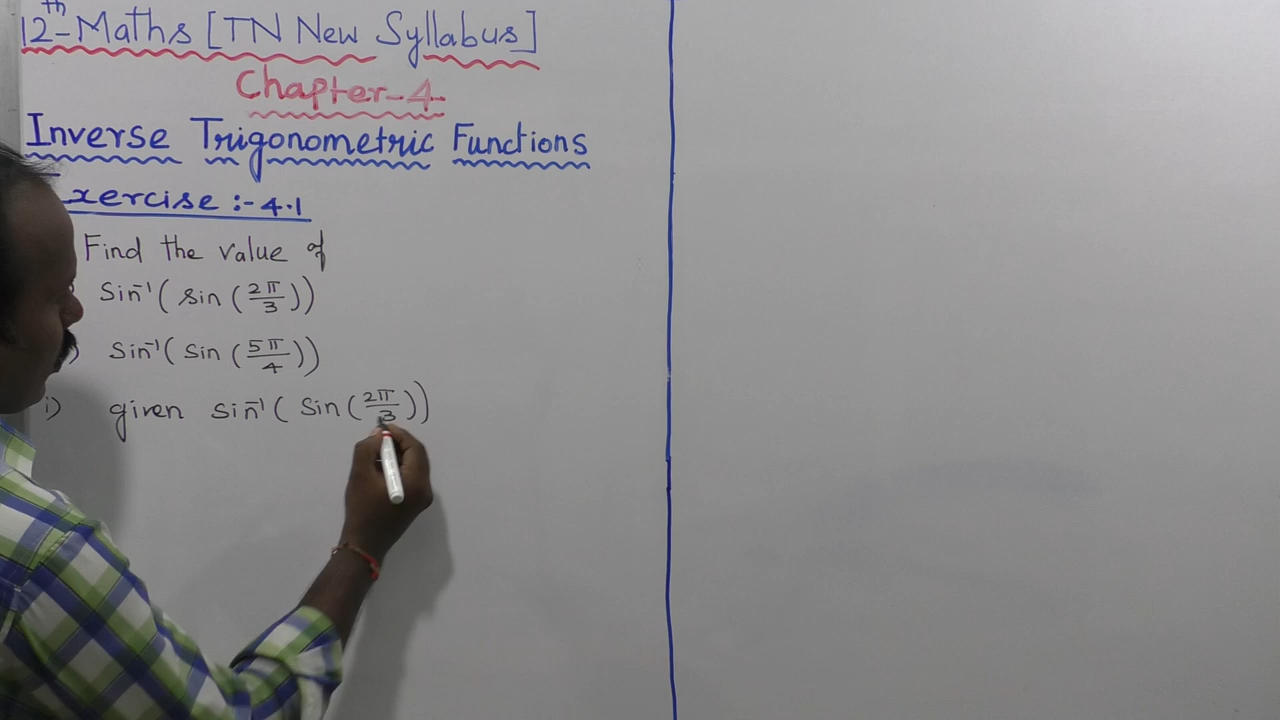 12th-Maths [TN New Syllabus]
Chapter-4
Inverse Trigonometric Functions
xercise :- 4.1
Find the value of
Sin⁻¹(sin(2π/3))
) Sin⁻¹(Sin(5π/4))
i) given Sin⁻¹(Sin(2π/3))